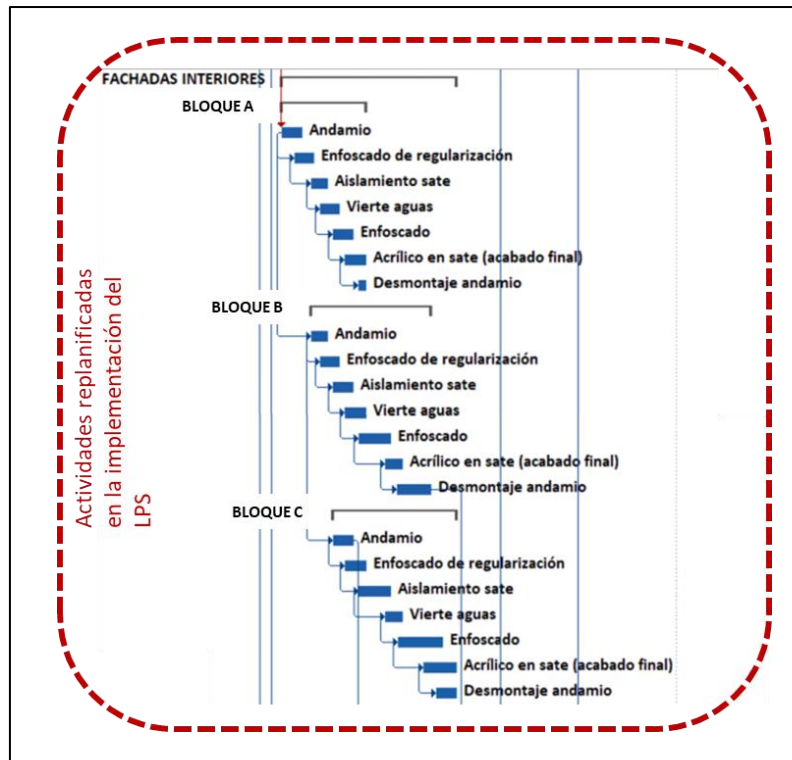 FACHADAS INTERIORES
BLOQUE A
Andamio
Enfoscado de regularización
Aislamiento sate
Vierte aguas
Enfoscado
Acrílico en sate (acabado final)
Desmontaje andamio
BLOQUE B
Andamio
Enfoscado de regularización
Aislamiento sate
Vierte aguas
Enfoscado
Acrílico en sate (acabado final)
Desmontaje andamio
BLOQUE C
Andamio
Enfoscado de regularización
Aislamiento sate
Vierte aguas
Enfoscado
Acrílico en sate (acabado final)
Desmontaje andamio
Actividades replanificadas
en la implementación del
LPS